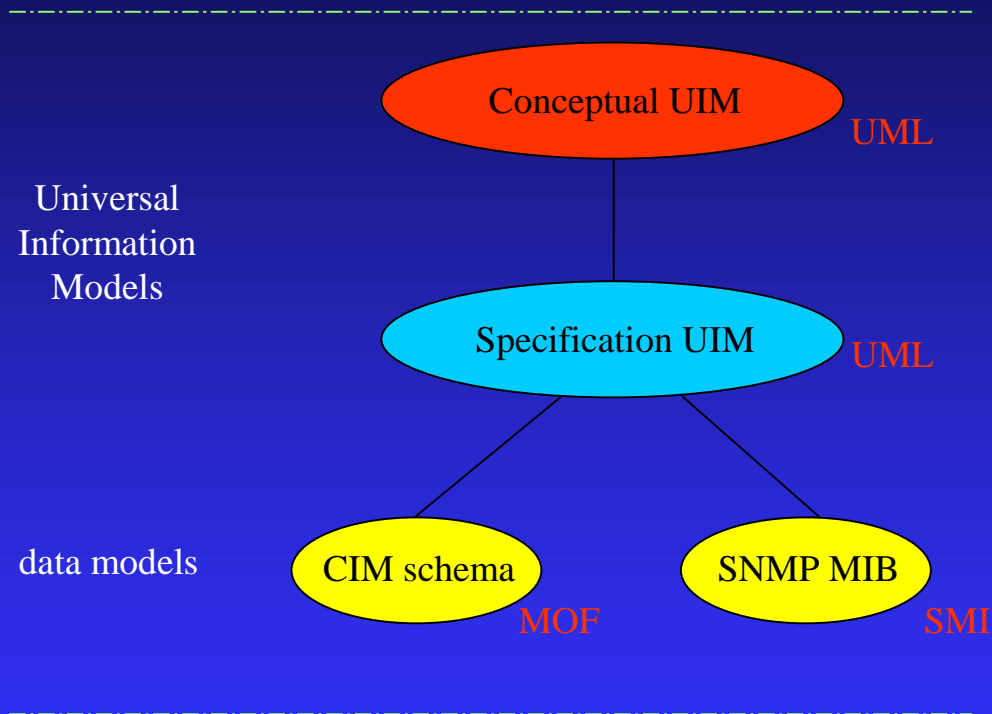 Conceptual UIM
UML
Universal
Information
Models
Specification UIM
UML
data models
CIM schema
MOF
SNMP MIB
SMI